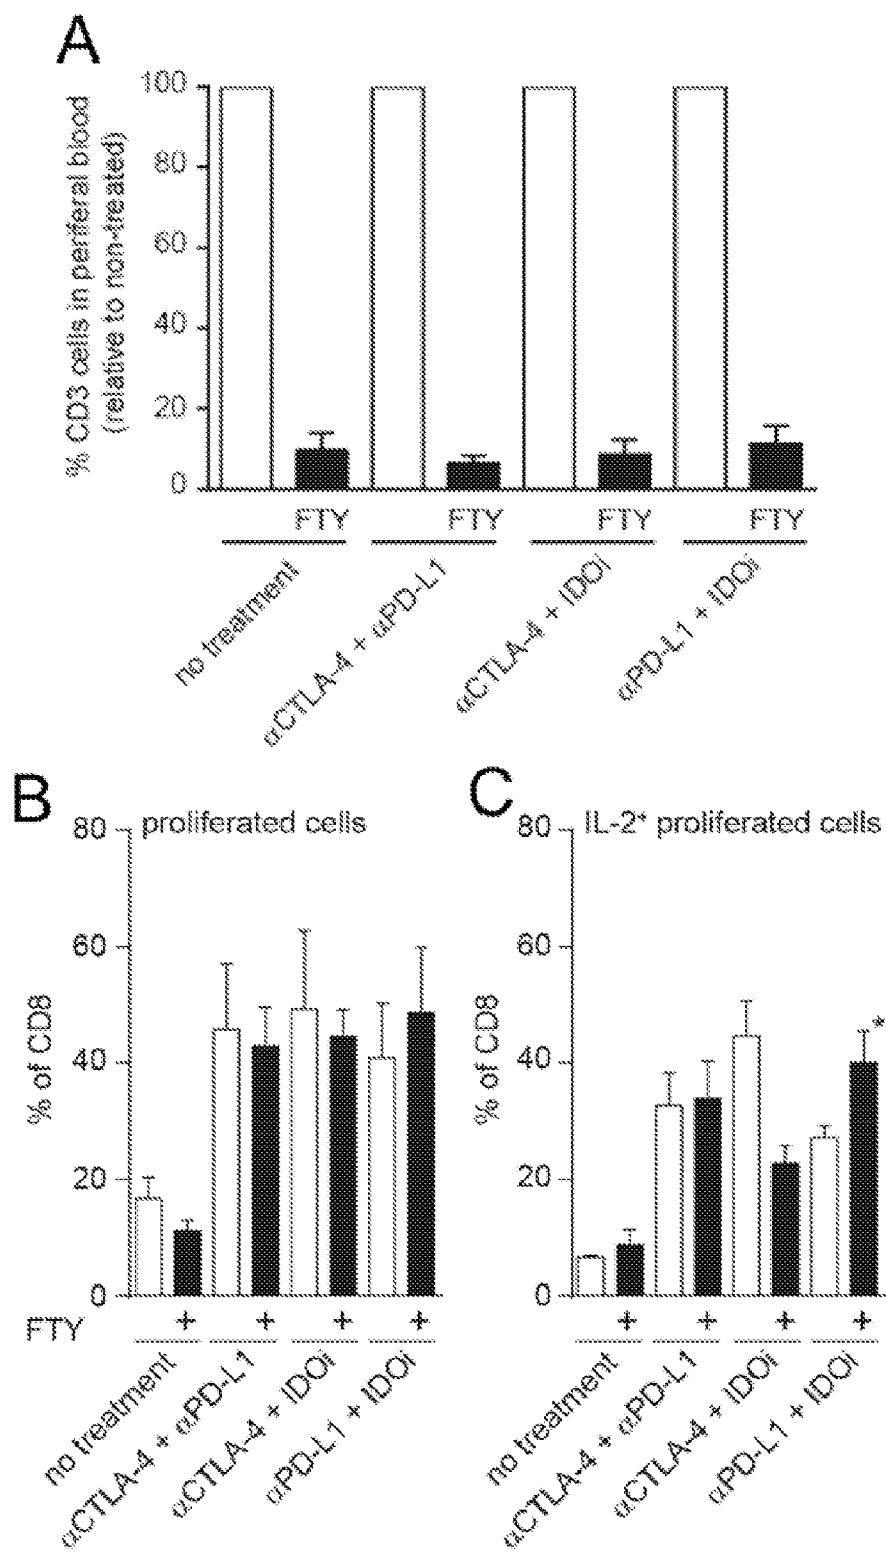 A
% CD3 cells in periferal blood
(relative to non-treated)
100
80
60
40
20
0
FTY FTY FTY FTY
no treatment
αCTLA-4 + αPD-L1
αCTLA-4 + IDOi
αPD-L1 + IDOi
B
proliferated cells
% of CD8
80
60
40
20
0
FTY + + + +
no treatment
αCTLA-4 + αPD-L1
αCTLA-4 + IDOi
αPD-L1 + IDOi
C
IL-2⁺ proliferated cells
% of CD8
80
60
40
20
0
*
+ + + +
no treatment
αCTLA-4 + αPD-L1
αCTLA-4 + IDOi
αPD-L1 + IDOi